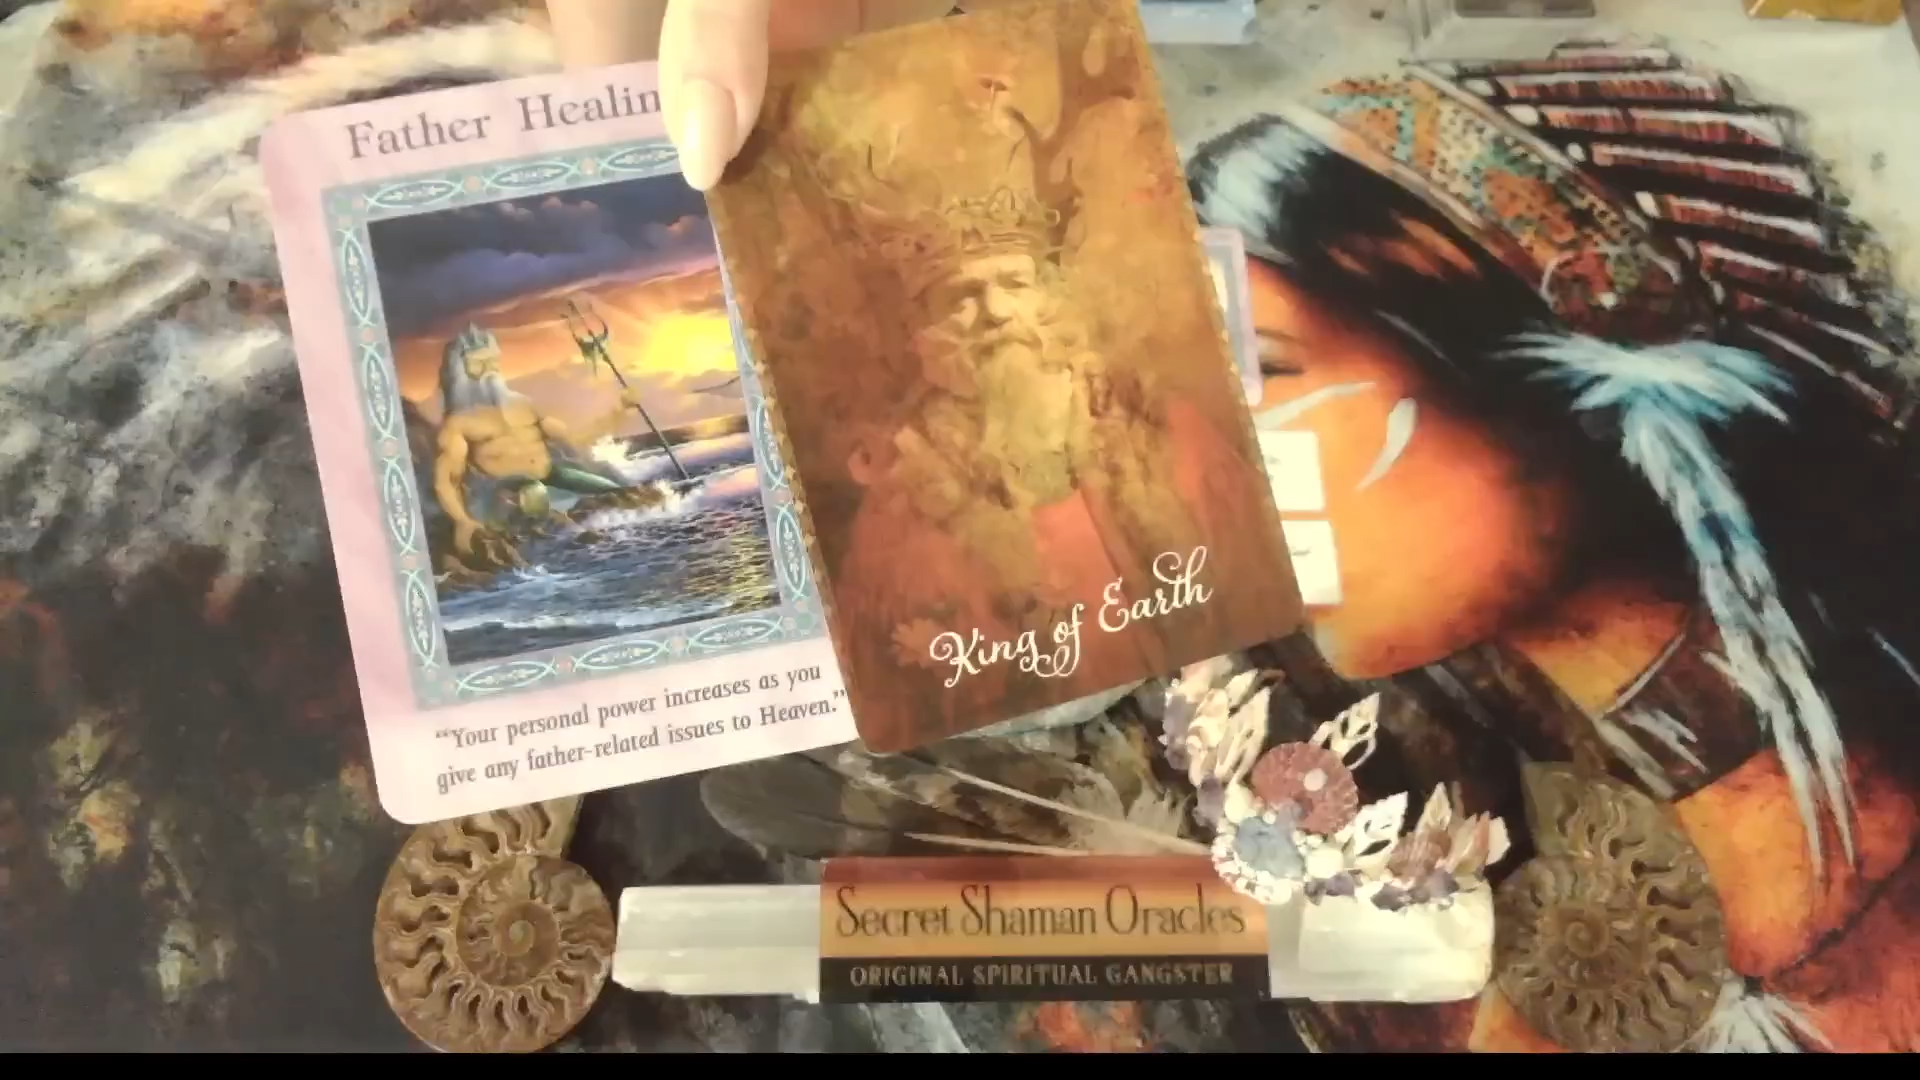 Father Healin
King of Earth
"Your personal power increases as you
give any father-related issues to Heaven."
Secret Shaman Oracles
ORIGINAL SPIRITUAL GANGSTER